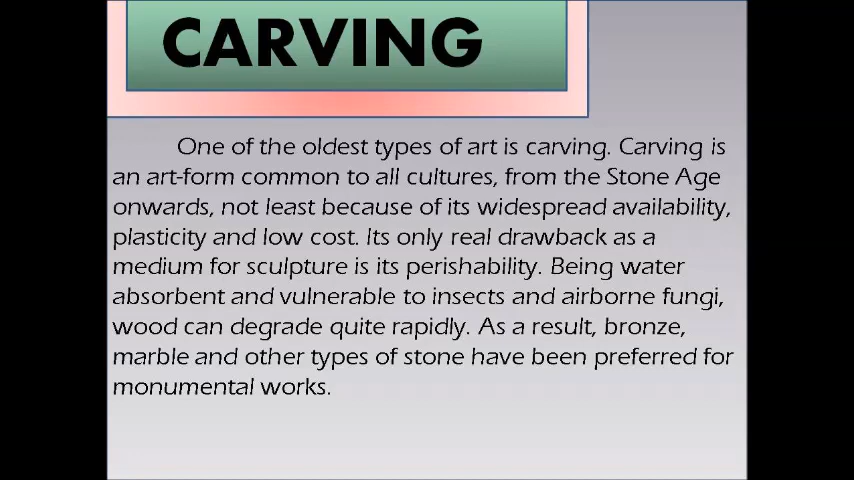 CARVING
One of the oldest types of art is carving. Carving is
an art-form common to all cultures, from the Stone Age
onwards, not least because of its widespread availability,
plasticity and low cost. Its only real drawback as a
medium for sculpture is its perishability. Being water
absorbent and vulnerable to insects and airborne fungi,
wood can degrade quite rapidly. As a result, bronze,
marble and other types of stone have been preferred for
monumental works.